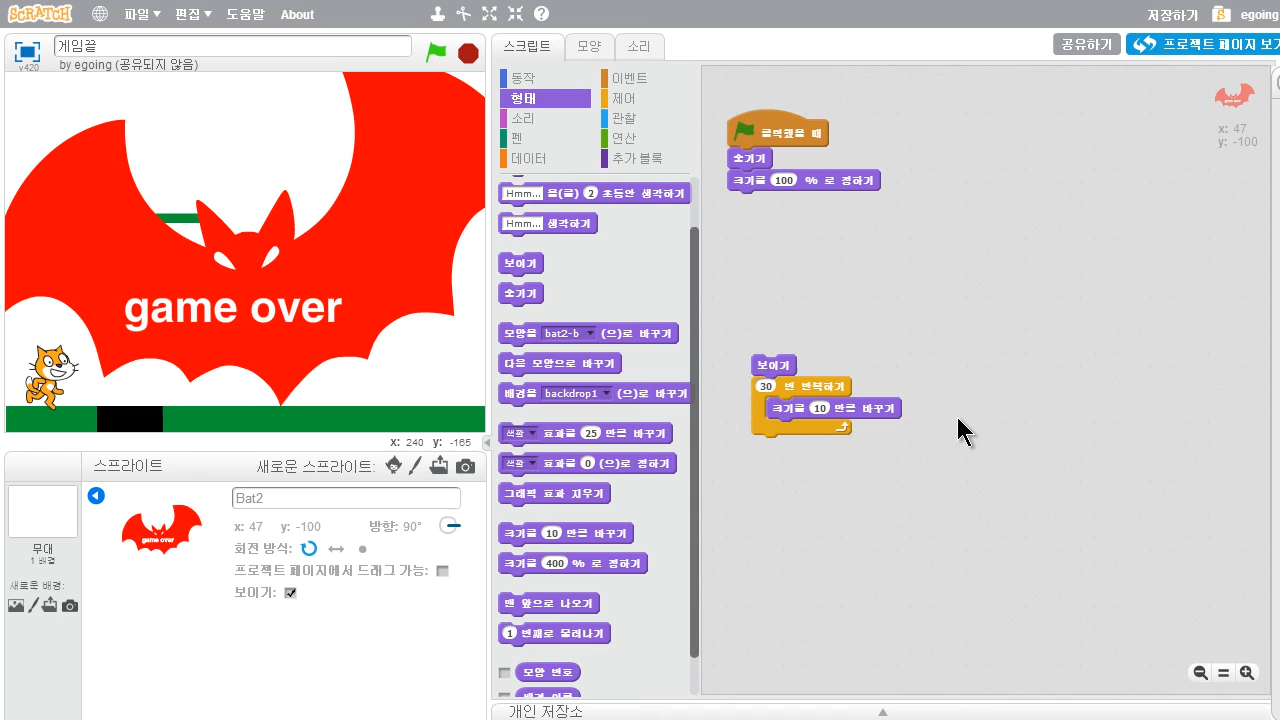 SCRATCH 파일▼ 편집▼ 도움말 About 저장하기 egoing
게임끝
by egoing (공유되지 않음)
v420
스크립트 모양 소리
공유하기 프로젝트 페이지 보기
동작 이벤트
형태 제어
소리 관찰
펜 연산
데이터 추가 블록
Hmm... 을(를) 2 초동안 생각하기
Hmm... 생각하기
보이기
숨기기
모양을 bat2-b (으)로 바꾸기
다음 모양으로 바꾸기
배경을 backdrop1 (으)로 바꾸기
색깔 효과를 25 만큼 바꾸기
색깔 효과를 0 (으)로 정하기
그래픽 효과 지우기
크기를 10 만큼 바꾸기
크기를 400 % 로 정하기
맨 앞으로 나오기
1 번째로 물러나기
모양 번호
클릭했을 때
숨기기
크기를 100 % 로 정하기
x: 47
y: -100
보이기
30 번 반복하기
크기를 10 만큼 바꾸기
game over
x: 240 y: -165
스프라이트 새로운 스프라이트:
무대
1 배경
새로운 배경:
game over
Bat2
x: 47 y: -100 방향: 90°
회전 방식:
프로젝트 페이지에서 드래그 가능:
보이기:
개인 저장소